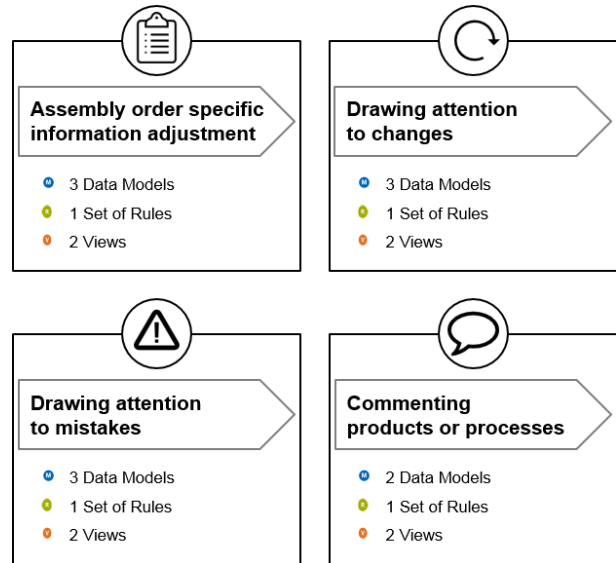 Assembly order specific
information adjustment
M 3 Data Models
R 1 Set of Rules
V 2 Views
Drawing attention
to changes
M 3 Data Models
R 1 Set of Rules
V 2 Views
Drawing attention
to mistakes
M 3 Data Models
R 1 Set of Rules
V 2 Views
Commenting
products or processes
M 2 Data Models
R 1 Set of Rules
V 2 Views